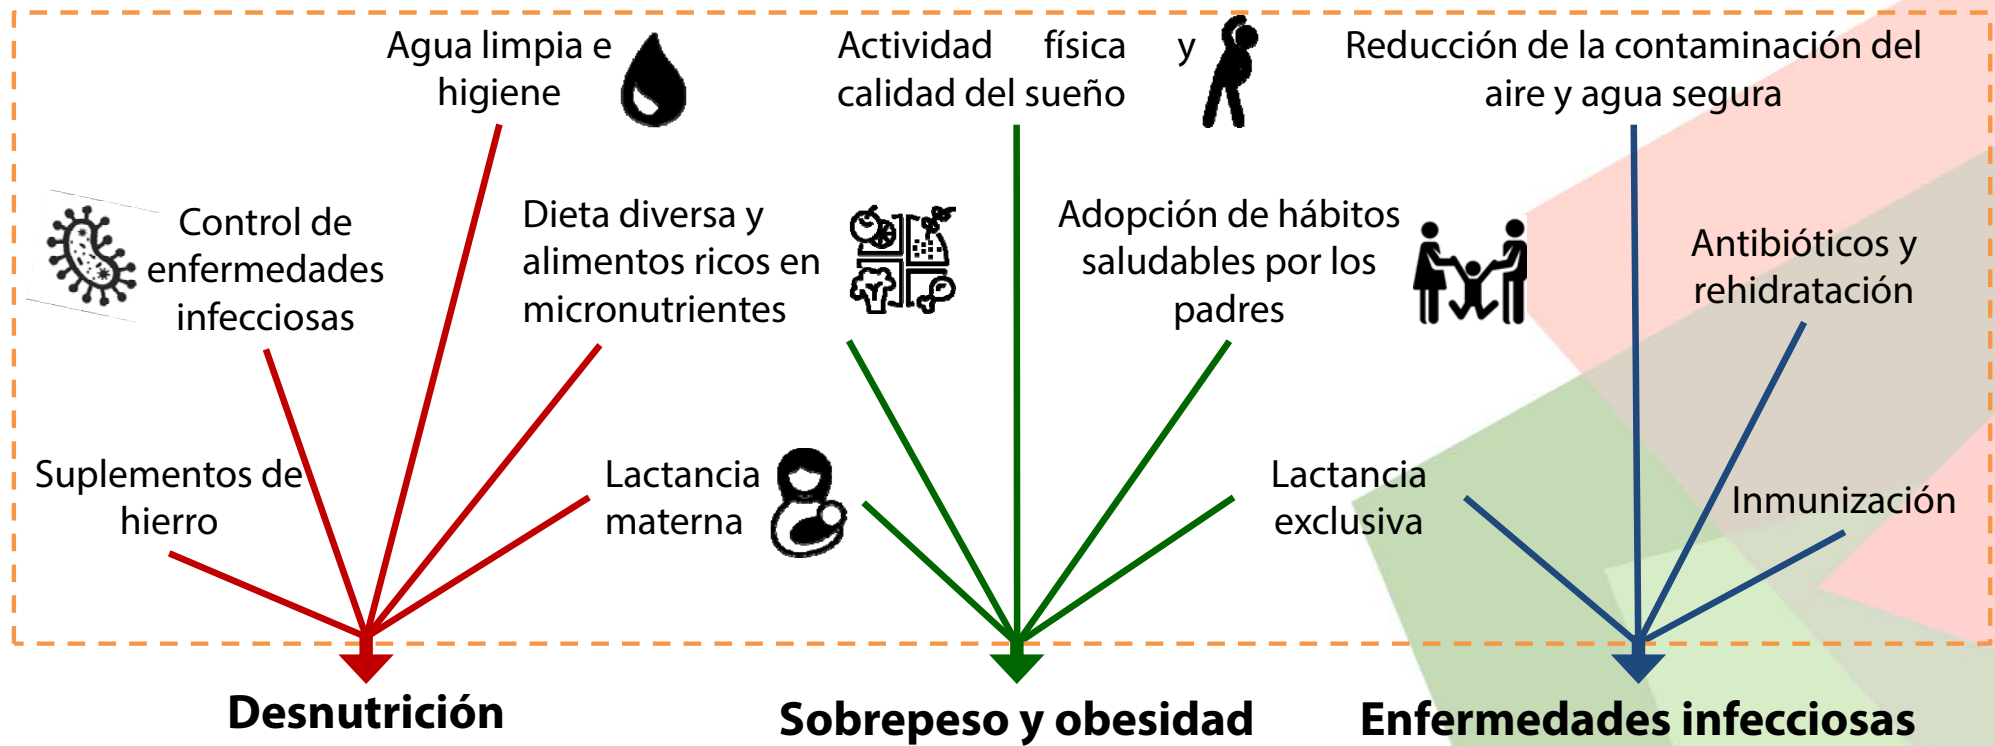 Agua limpia e
higiene
Actividad física y
calidad del sueño
Reducción de la contaminación del
aire y agua segura
Control de
enfermedades
infecciosas
Dieta diversa y
alimentos ricos en
micronutrientes
Adopción de hábitos
saludables por los
padres
Antibióticos y
rehidratación
Suplementos de
hierro
Lactancia
materna
Lactancia
exclusiva
Inmunización
Desnutrición
Sobrepeso y obesidad
Enfermedades infecciosas